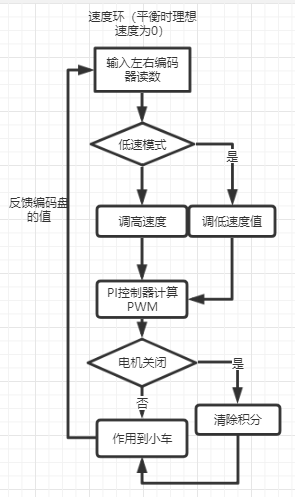 速度环（平衡时理想
速度为0）
输入左右编码
器读数
低速模式
是
反馈编码盘
的值
调高速度
调低速度值
PI控制器计算
PWM
电机关闭
是
否
清除积分
作用到小车